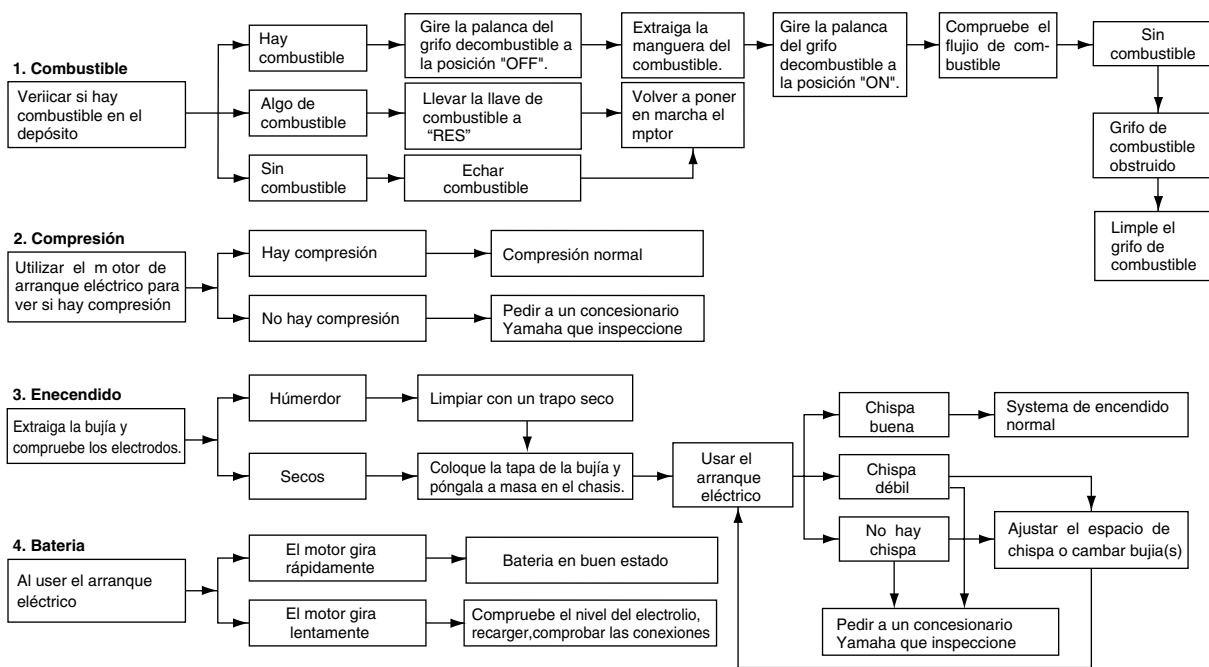 1. Combustible
Veriicar si hay
combustible en el
depósito
Hay
combustible
Gire la palanca del
grifo decombustible a
la posición "OFF".
Extraiga la
manguera del
combustible.
Gire la palanca
del grifo
decombustible a
la posición "ON".
Compruebe el
flujio de com-
bustible
Sin
combustible
Grifo de
combustible
obstruido
Limple el
grifo de
combustible
Algo de
combustible
Llevar la llave de
combustible a
“RES”
Volver a poner
en marcha el
mptor
Sin
combustible
Echar
combustible
2. Compresión
Utilizar el m otor de
arranque eléctrico para
ver si hay compresión
Hay compresión
Compresión normal
No hay compresión
Pedir a un concesionario
Yamaha que inspeccione
3. Enecendido
Extraiga la bujía y
compruebe los electrodos.
Húmerdor
Limpiar con un trapo seco
Secos
Coloque la tapa de la bujía y
póngala a masa en el chasis.
Usar el
arranque
eléctrico
Chispa
buena
Systema de encendido
normal
Chispa
débil
No hay
chispa
Ajustar el espacio de
chispa o cambar bujia(s)
Pedir a un concesionario
Yamaha que inspeccione
4. Bateria
Al user el arranque
eléctrico
El motor gira
rápidamente
Bateria en buen estado
El motor gira
lentamente
Compruebe el nivel del electrolio,
recarger,comprobar las conexiones